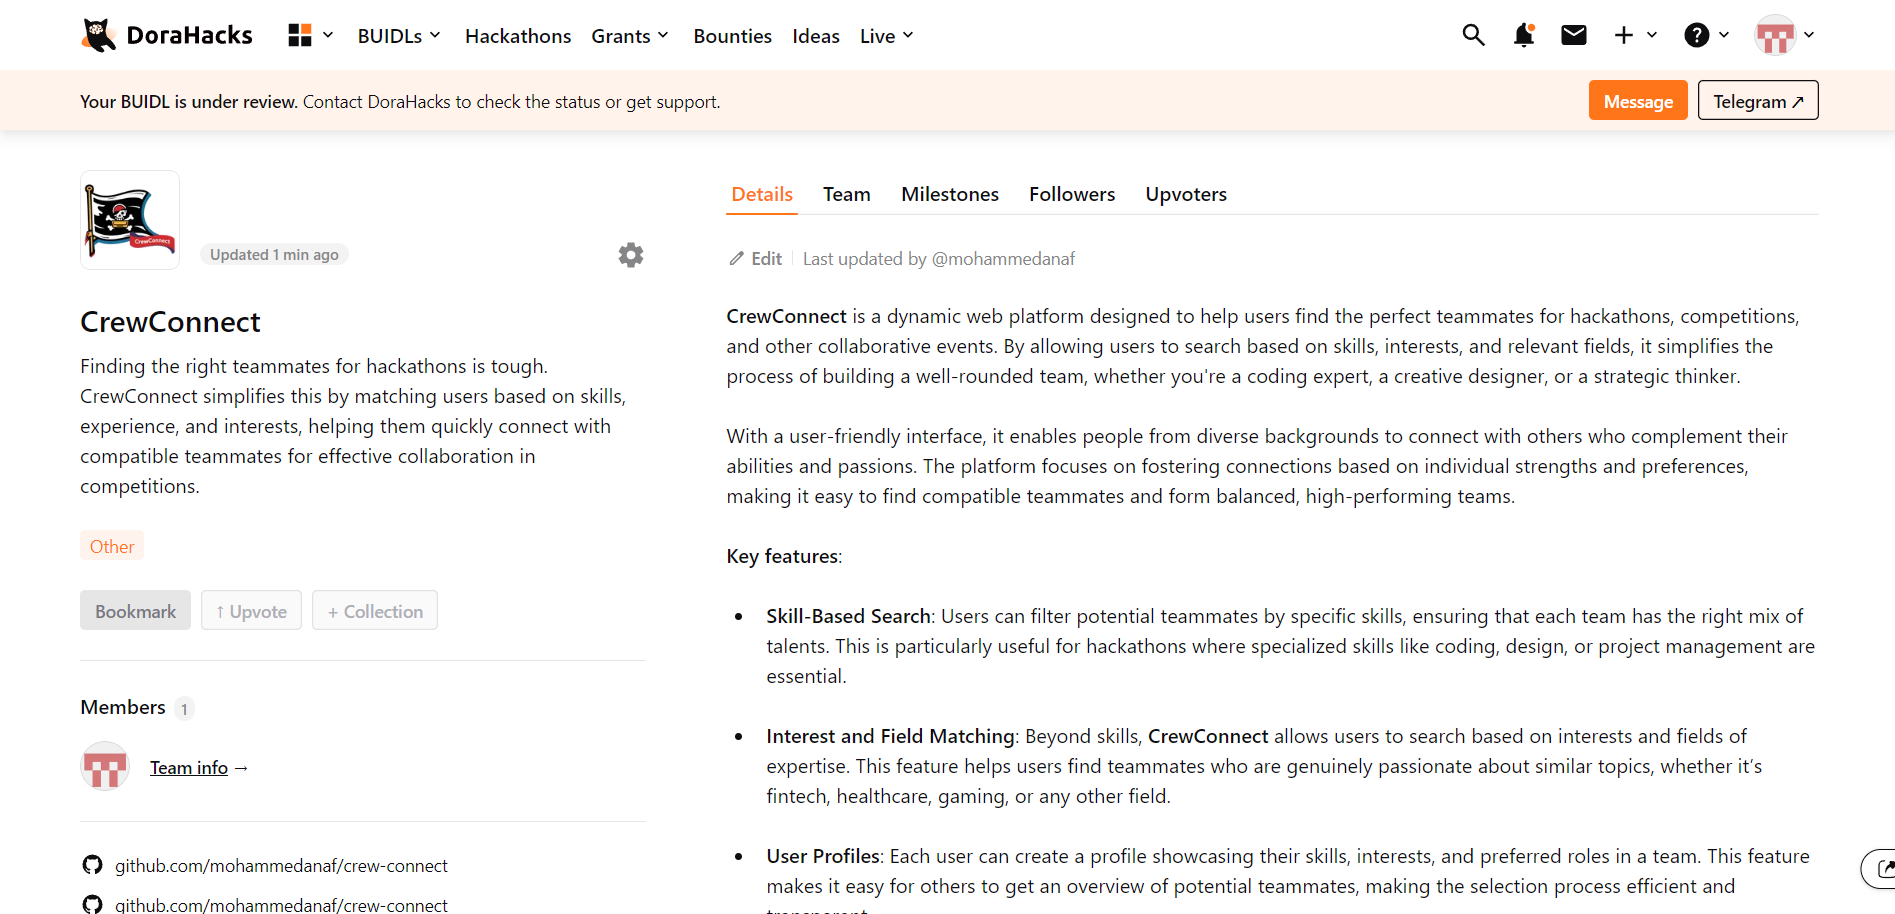 DoraHacks
BUIDLs
Hackathons
Grants
Bounties
Ideas
Live
Your BUIDL is under review. Contact DoraHacks to check the status or get support.
Message
Telegram ↗
CrewConnect
Updated 1 min ago
CrewConnect
Finding the right teammates for hackathons is tough.
CrewConnect simplifies this by matching users based on skills,
experience, and interests, helping them quickly connect with
compatible teammates for effective collaboration in
competitions.
Other
Bookmark
↑ Upvote
+ Collection
Members 1
Team info →
github.com/mohammedanaf/crew-connect
github.com/mohammedanaf/crew-connect
Details
Team
Milestones
Followers
Upvoters
Edit
Last updated by @mohammedanaf
CrewConnect is a dynamic web platform designed to help users find the perfect teammates for hackathons, competitions,
and other collaborative events. By allowing users to search based on skills, interests, and relevant fields, it simplifies the
process of building a well-rounded team, whether you're a coding expert, a creative designer, or a strategic thinker.
With a user-friendly interface, it enables people from diverse backgrounds to connect with others who complement their
abilities and passions. The platform focuses on fostering connections based on individual strengths and preferences,
making it easy to find compatible teammates and form balanced, high-performing teams.
Key features:
• Skill-Based Search: Users can filter potential teammates by specific skills, ensuring that each team has the right mix of
talents. This is particularly useful for hackathons where specialized skills like coding, design, or project management are
essential.
• Interest and Field Matching: Beyond skills, CrewConnect allows users to search based on interests and fields of
expertise. This feature helps users find teammates who are genuinely passionate about similar topics, whether it’s
fintech, healthcare, gaming, or any other field.
• User Profiles: Each user can create a profile showcasing their skills, interests, and preferred roles in a team. This feature
makes it easy for others to get an overview of potential teammates, making the selection process efficient and